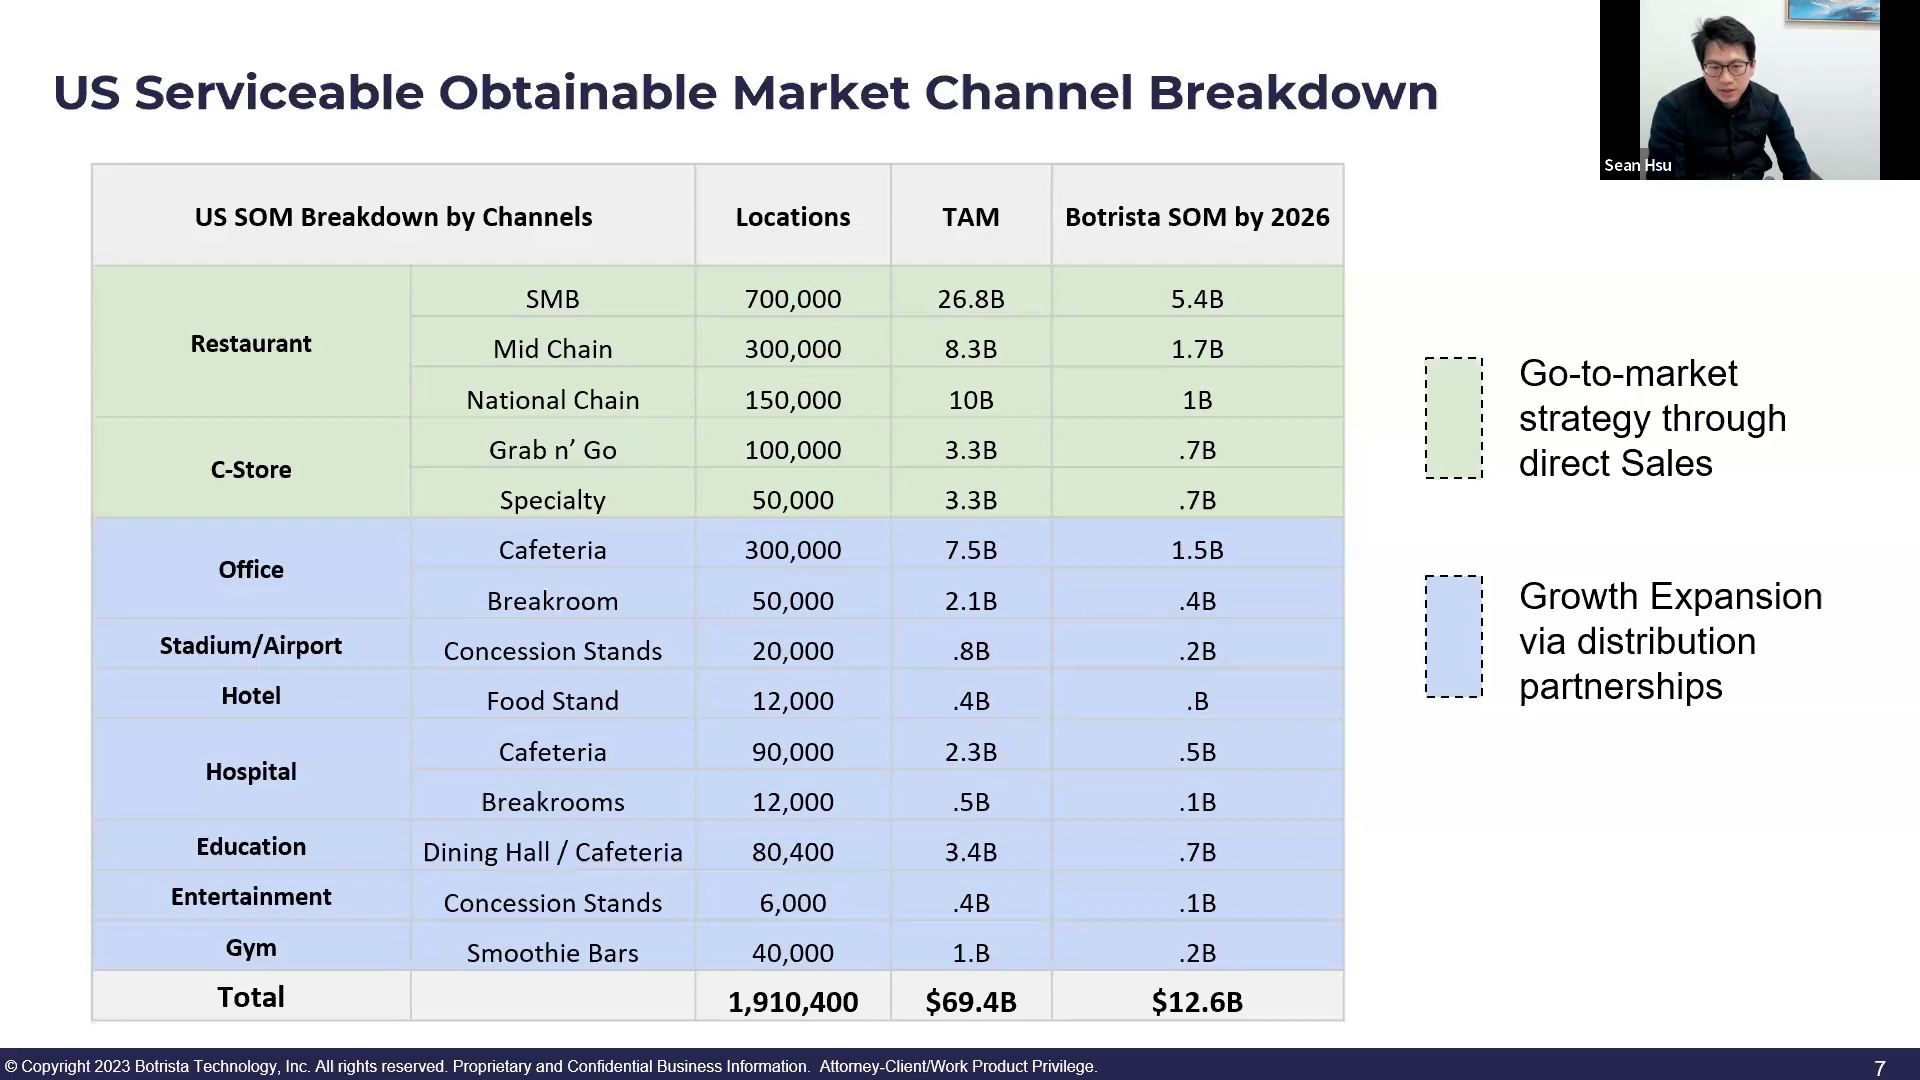 US Serviceable Obtainable Market Channel Breakdown
Sean Hsu
US SOM Breakdown by Channels Locations TAM Botrista SOM by 2026
Restaurant SMB 700,000 26.8B 5.4B
Mid Chain 300,000 8.3B 1.7B
National Chain 150,000 10B 1B
C-Store Grab n’ Go 100,000 3.3B .7B
Specialty 50,000 3.3B .7B
Office Cafeteria 300,000 7.5B 1.5B
Breakroom 50,000 2.1B .4B
Stadium/Airport Concession Stands 20,000 .8B .2B
Hotel Food Stand 12,000 .4B .B
Hospital Cafeteria 90,000 2.3B .5B
Breakrooms 12,000 .5B .1B
Education Dining Hall / Cafeteria 80,400 3.4B .7B
Entertainment Concession Stands 6,000 .4B .1B
Gym Smoothie Bars 40,000 1.B .2B
Total 1,910,400 $69.4B $12.6B
Go-to-market
strategy through
direct Sales
Growth Expansion
via distribution
partnerships
© Copyright 2023 Botrista Technology, Inc. All rights reserved. Proprietary and Confidential Business Information. Attorney-Client/Work Product Privilege.
7